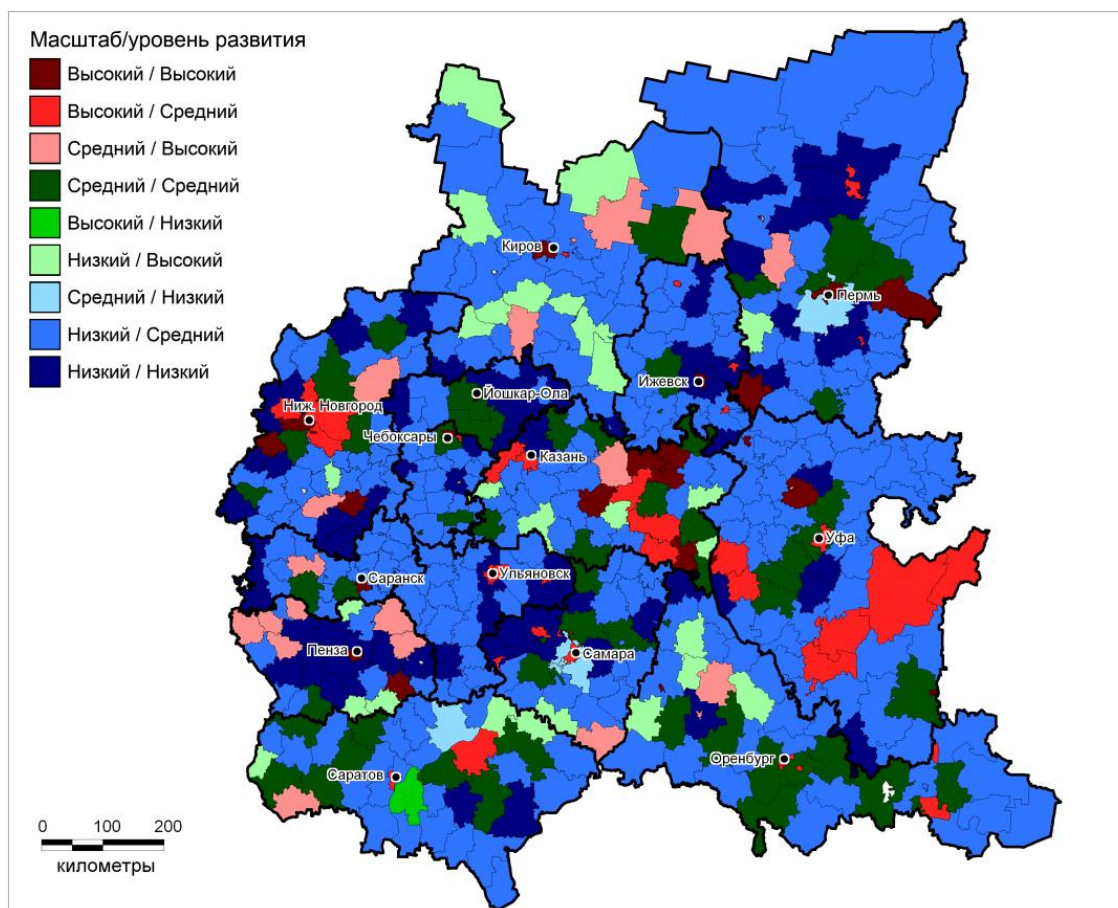 Масштаб/уровень развития
Высокий / Высокий
Высокий / Средний
Средний / Высокий
Средний / Средний
Высокий / Низкий
Низкий / Высокий
Средний / Низкий
Низкий / Средний
Низкий / Низкий
Киров
Пермь
Ижевск
Йошкар-Ола
Ниж. Новгород
Чебоксары
Казань
Уфа
Ульяновск
Саранск
Пенза
Самара
Оренбург
Саратов
0 100 200
километры